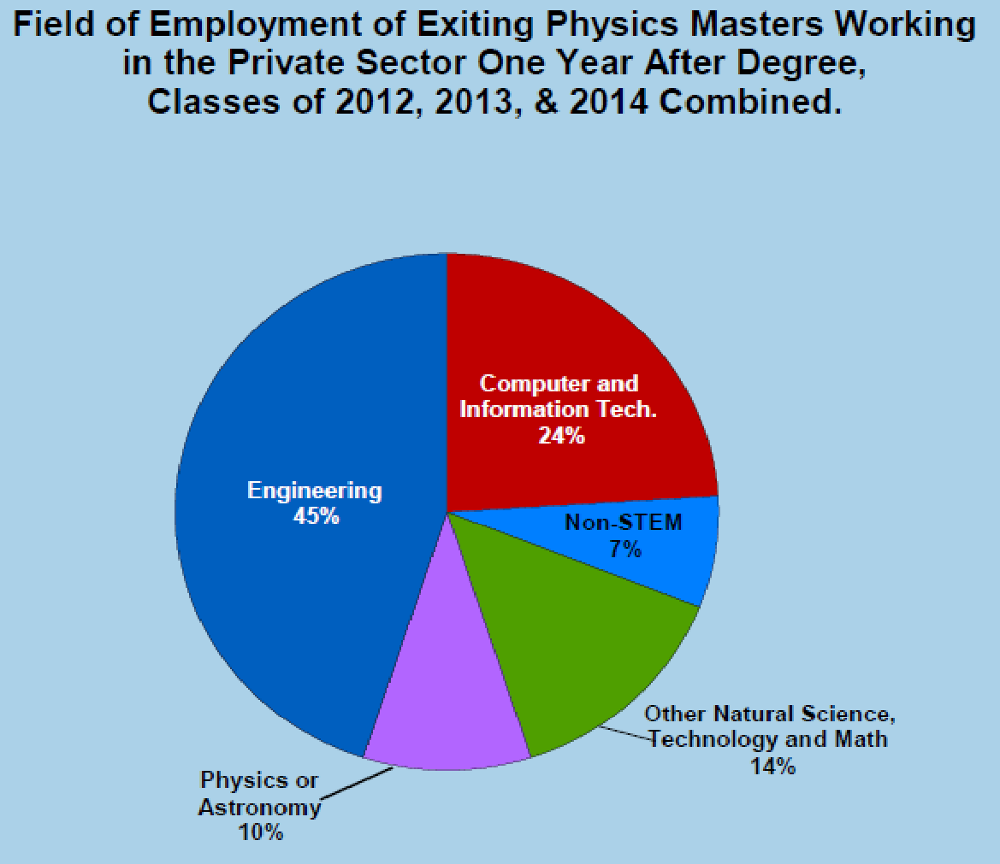 Field of Employment of Exiting Physics Masters Working
in the Private Sector One Year After Degree,
Classes of 2012, 2013, & 2014 Combined.
Computer and
Information Tech.
24%
Engineering
45%
Non-STEM
7%
Other Natural Science,
Technology and Math
14%
Physics or
Astronomy
10%